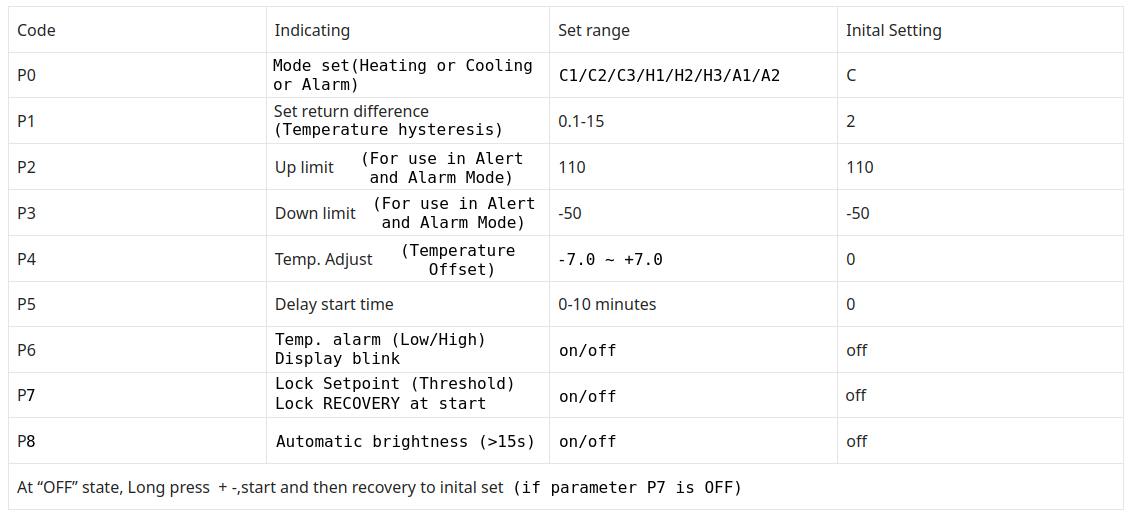 Code Indicating Set range Inital Setting
P0 Mode set(Heating or Cooling or Alarm) C1/C2/C3/H1/H2/H3/A1/A2 C
P1 Set return difference (Temperature hysteresis) 0.1-15 2
P2 Up limit (For use in Alert and Alarm Mode) 110 110
P3 Down limit (For use in Alert and Alarm Mode) -50 -50
P4 Temp. Adjust (Temperature Offset) -7.0 ~ +7.0 0
P5 Delay start time 0-10 minutes 0
P6 Temp. alarm (Low/High) Display blink on/off off
P7 Lock Setpoint (Threshold) Lock RECOVERY at start on/off off
P8 Automatic brightness (>15s) on/off off
At “OFF” state, Long press + -,start and then recovery to inital set (if parameter P7 is OFF)